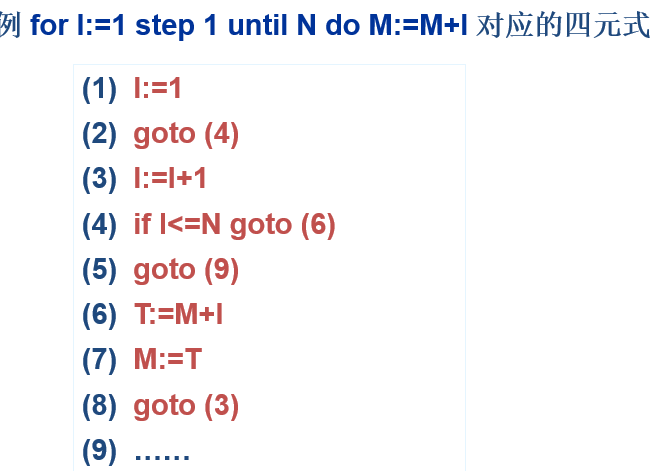 例 for I:=1 step 1 until N do M:=M+I 对应的四元式
(1) I:=1
(2) goto (4)
(3) I:=I+1
(4) if I<=N goto (6)
(5) goto (9)
(6) T:=M+I
(7) M:=T
(8) goto (3)
(9) ……